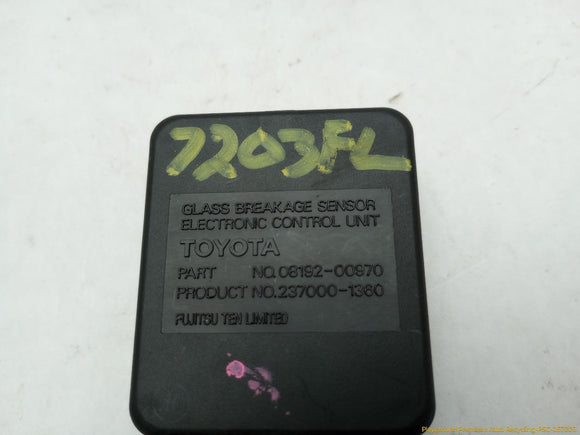 7203FL
GLASS BREAKAGE SENSOR
ELECTRONIC CONTROL UNIT
TOYOTA
PART NO.08192-00970
PRODUCT NO.237000-1360
FUJITSU TEN LIMITED